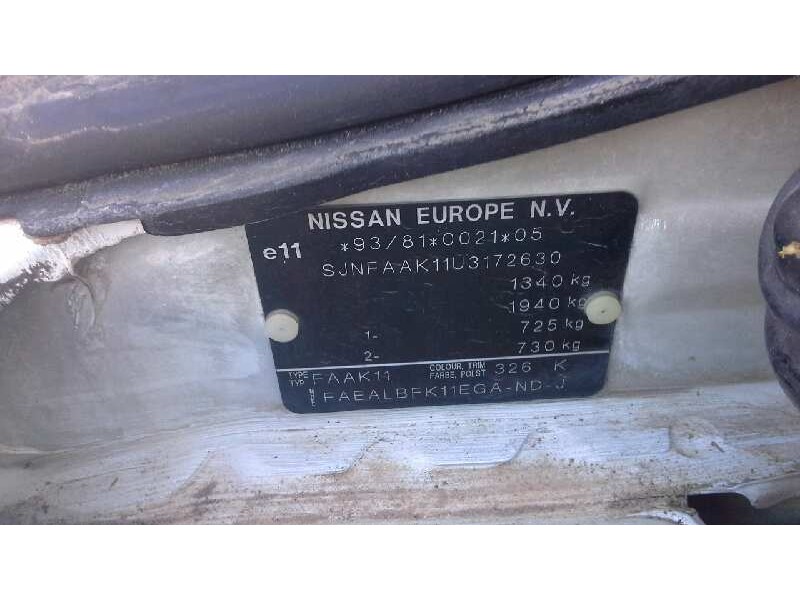 NISSAN EUROPE N.V.
e11 *93/81*0021*05
SJNFAAK11U3172630
1340 kg
1940 kg
1- 725 kg
2- 730 kg
TYPE TYP FAAK11 COLOUR, TRIM FARBE, POLST 326 K
FAEALBFK11EGA-ND-J